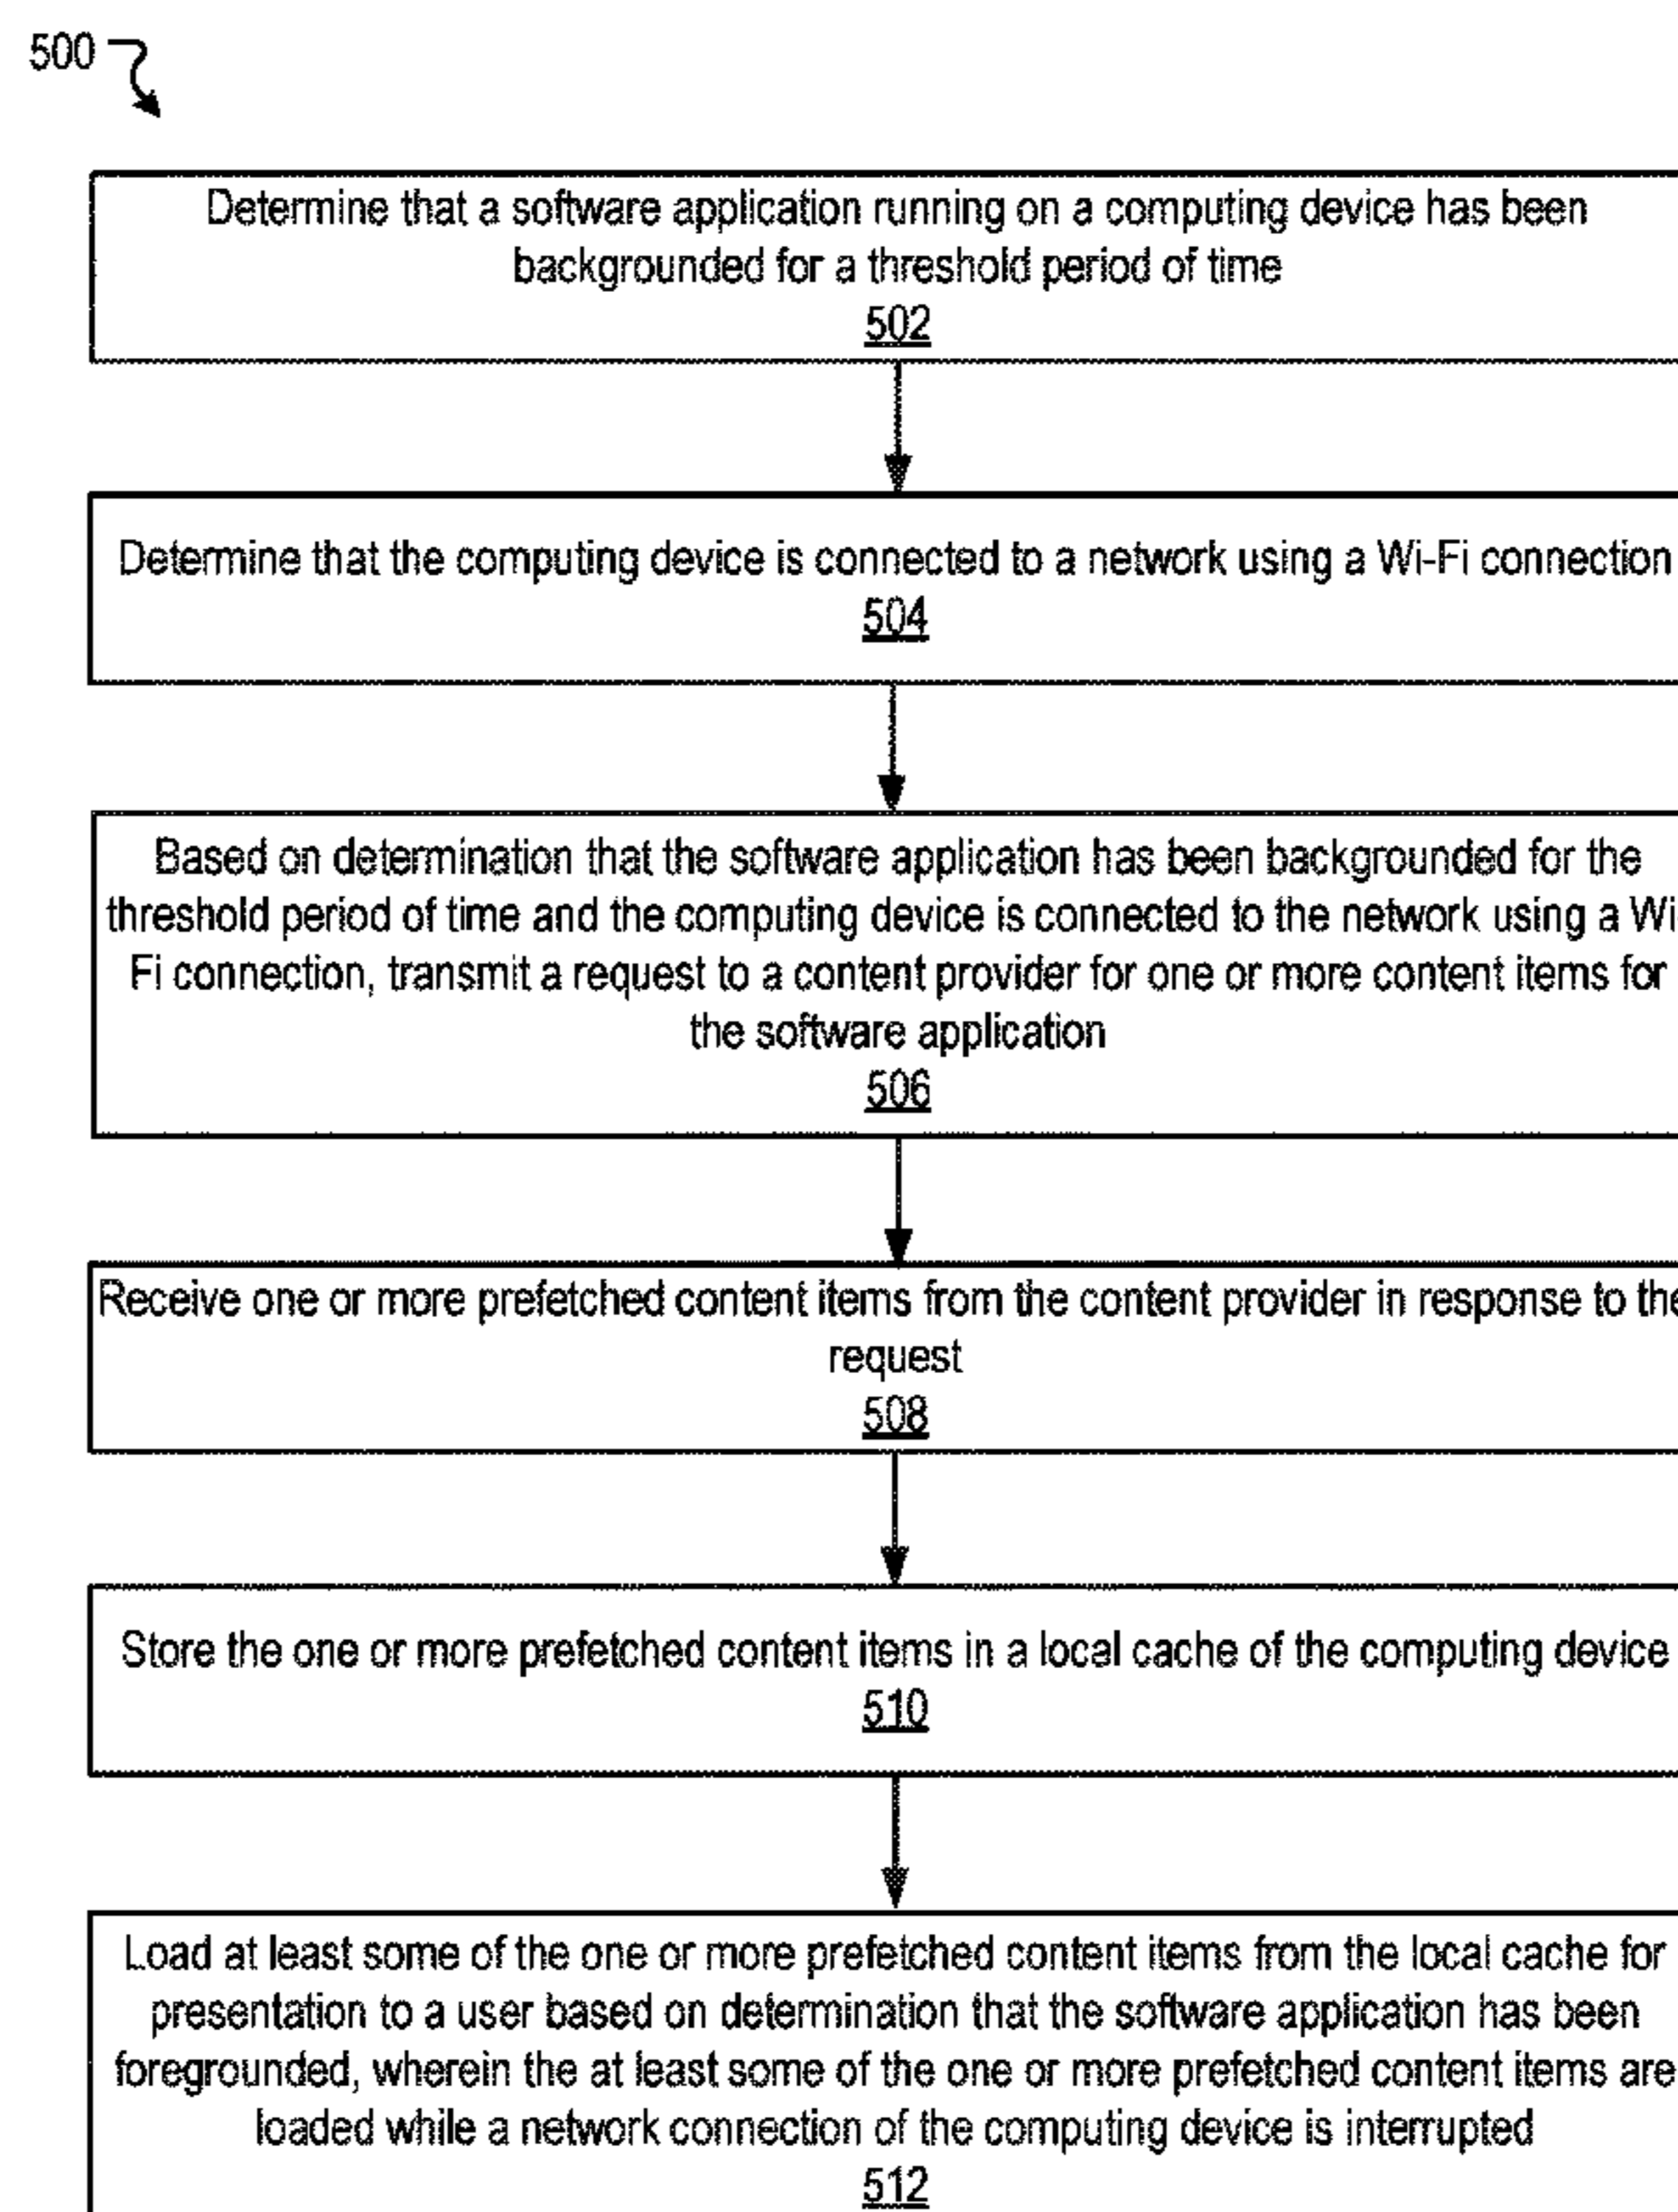 500
Determine that a software application running on a computing device has been
backgrounded for a threshold period of time
502
Determine that the computing device is connected to a network using a Wi-Fi connection
504
Based on determination that the software application has been backgrounded for the
threshold period of time and the computing device is connected to the network using a Wi
Fi connection, transmit a request to a content provider for one or more content items for
the software application
506
Receive one or more prefetched content items from the content provider in response to the
request
508
Store the one or more prefetched content items in a local cache of the computing device
510
Load at least some of the one or more prefetched content items from the local cache for
presentation to a user based on determination that the software application has been
foregrounded, wherein the at least some of the one or more prefetched content items are
loaded while a network connection of the computing device is interrupted
512